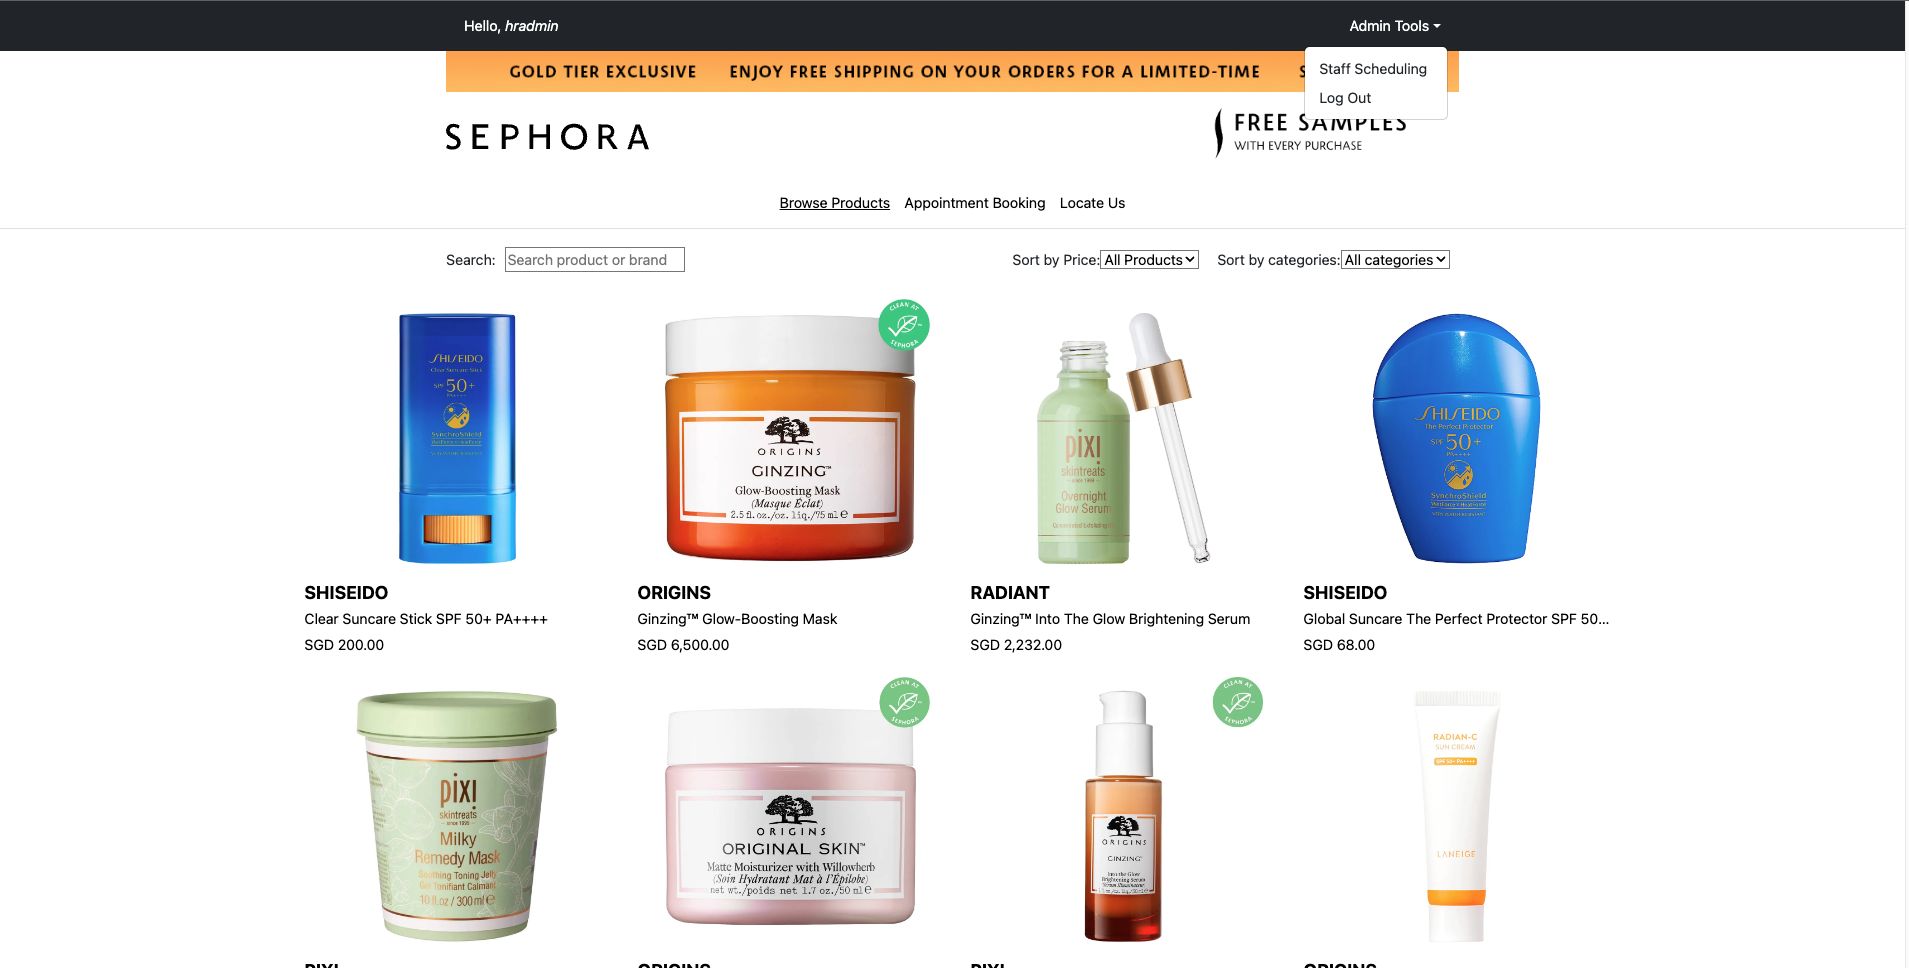 Hello, hradmin
Admin Tools
Staff Scheduling
Log Out
GOLD TIER EXCLUSIVE ENJOY FREE SHIPPING ON YOUR ORDERS FOR A LIMITED-TIME S
SEPHORA
FREE SAMPLES
WITH EVERY PURCHASE
Browse Products Appointment Booking Locate Us
Search: Search product or brand
Sort by Price: All Products Sort by categories: All categories
SHISEIDO
Clear Suncare Stick
SPF 50+
PA++++
SynchroShield
CLEAN AT
SEPHORA
ORIGINS
GINZING™
Glow-Boosting Mask
(Masque Éclat)
2.5 fl.oz./oz. liq./75 ml ℮
pixi
skintreats
Overnight
Glow Serum
SHISEIDO
The Perfect Protector
SPF 50+
PA++++
SynchroShield
SHISEIDO
Clear Suncare Stick SPF 50+ PA++++
SGD 200.00
ORIGINS
Ginzing™ Glow-Boosting Mask
SGD 6,500.00
RADIANT
Ginzing™ Into The Glow Brightening Serum
SGD 2,232.00
SHISEIDO
Global Suncare The Perfect Protector SPF 50...
SGD 68.00
pixi
skintreats
Milky
Remedy Mask
Soothing Toning Jelly
Gel Tonifiant Calmant
10 fl.oz / 300 ml ℮
CLEAN AT
SEPHORA
ORIGINS
ORIGINAL SKIN™
Matte Moisturizer with Willowherb
(Soin Hydratant Mat à l'Épilobe)
net wt./poids net 1.7 oz./50 ml ℮
CLEAN AT
SEPHORA
ORIGINS
GINZING™
Into the Glow
Brightening Serum
RADIAN-C
SUN CREAM
SPF 50+ PA++++
LANEIGE
PIXI
ORIGINS
PIXI
ORIGINS